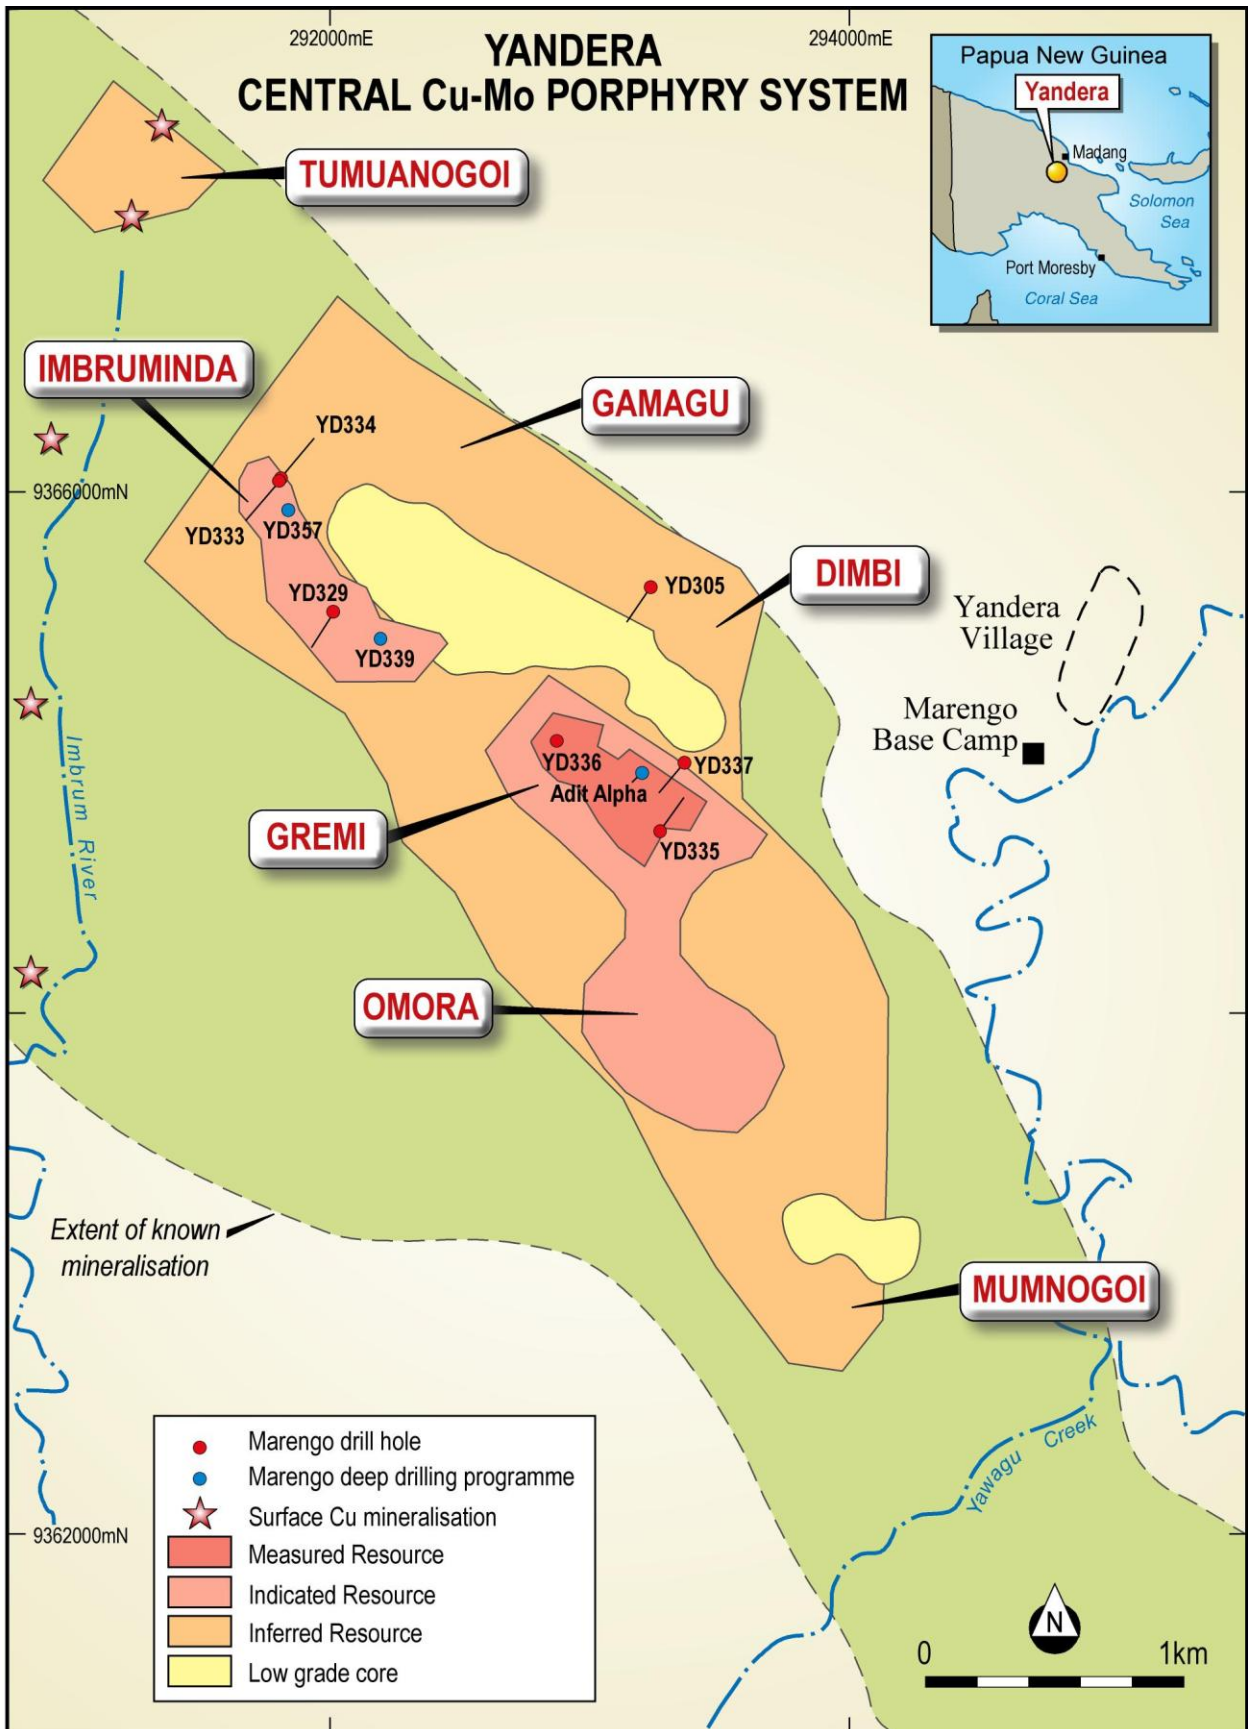 292000mE
294000mE
YANDERA
CENTRAL Cu-Mo PORPHYRY SYSTEM
Papua New Guinea
Yandera
Madang
Solomon
Sea
Port Moresby
Coral Sea
TUMUANOGOI
IMBRUMINDA
GAMAGU
YD334
9366000mN
YD333
YD357
DIMBI
YD329
YD305
YD339
Yandera
Village
Marengo
Base Camp
YD336
YD337
Adit Alpha
GREMI
YD335
Imbrum River
OMORA
Extent of known
mineralisation
MUMNOGOI
Yawagu Creek
9362000mN
Marengo drill hole
Marengo deep drilling programme
Surface Cu mineralisation
Measured Resource
Indicated Resource
Inferred Resource
Low grade core
N
0
1km